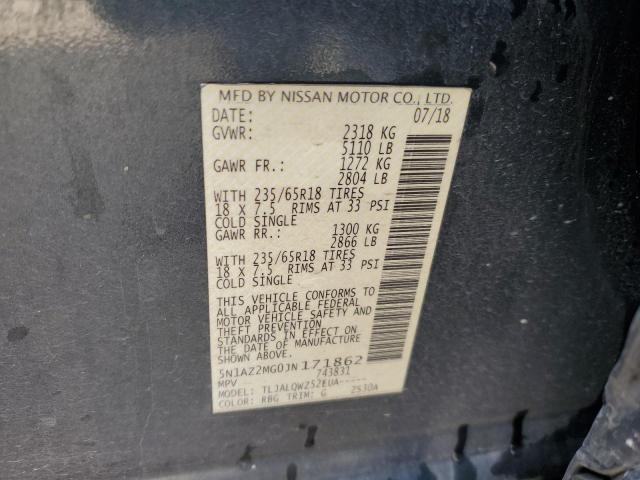 MFD BY NISSAN MOTOR CO., LTD.
DATE: 07/18
GVWR: 2318 KG
5110 LB
GAWR FR.: 1272 KG
2804 LB
WITH 235/65R18 TIRES
18 X 7.5 RIMS AT 33 PSI
COLD SINGLE
GAWR RR.: 1300 KG
2866 LB
WITH 235/65R18 TIRES
18 X 7.5 RIMS AT 33 PSI
COLD SINGLE
THIS VEHICLE CONFORMS TO
ALL APPLICABLE FEDERAL
MOTOR VEHICLE SAFETY AND
THEFT PREVENTION
STANDARDS IN EFFECT ON
THE DATE OF MANUFACTURE
SHOWN ABOVE.
5N1AZ2MG0JN171862
MPV 743831
MODEL: TLJALQWZ52EUA-----
COLOR: RBG TRIM: G 2530A